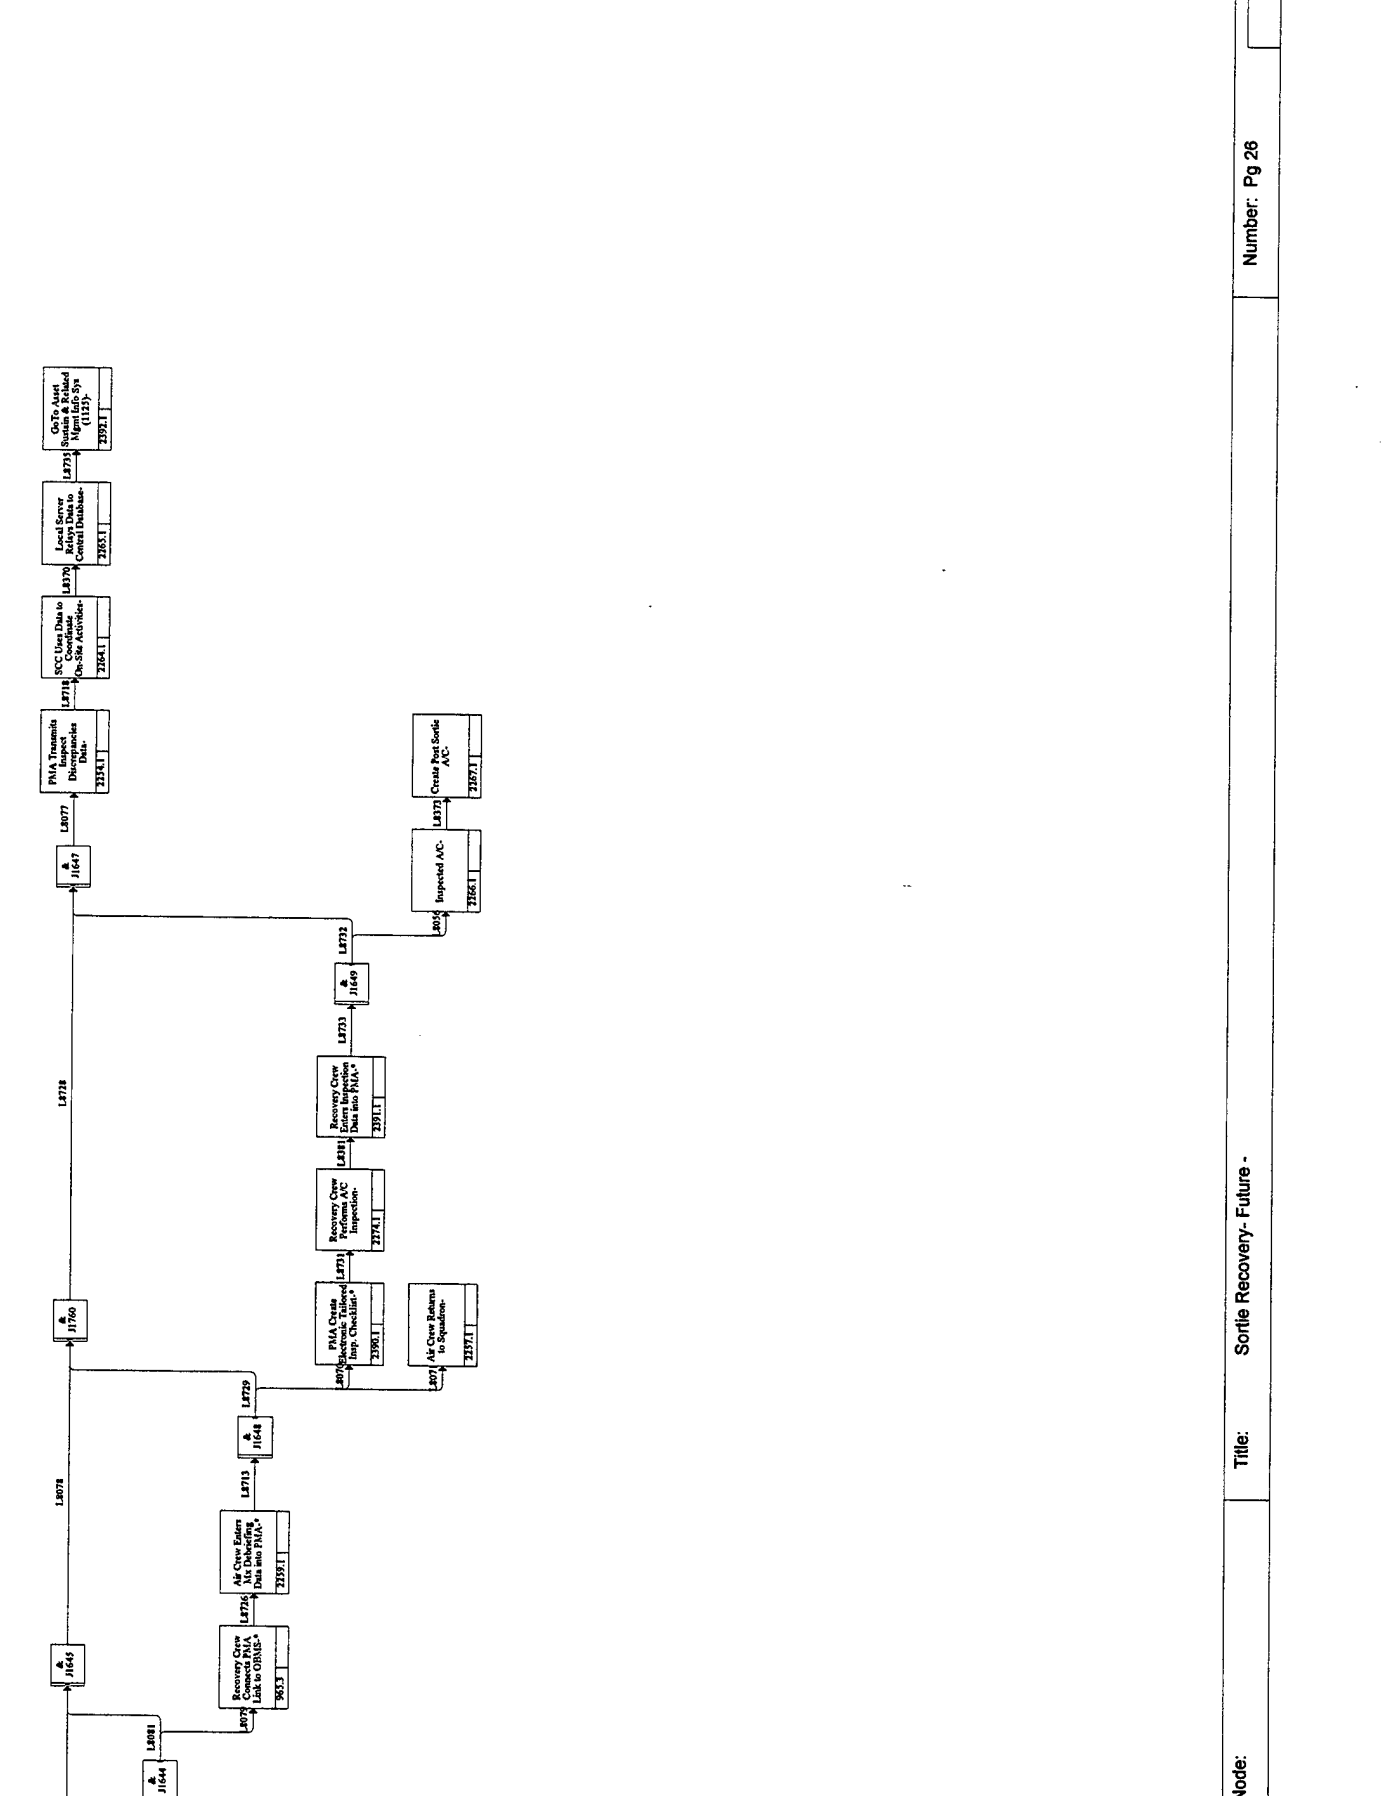 &
J1644
L8081
L8079
&
J1645
Recovery Crew
Connects PMA
Link to OBMS-*
965.3
L8726
Air Crew Enters
Mx Debriefing
Data into PMA-*
2259.1
L8713
&
J1648
L8729
L8078
&
J1760
L8070
PMA Create
Electronic Tailored
Insp. Checklist-*
2390.1
L8071
Air Crew Returns
to Squadron-
2257.1
L8731
Recovery Crew
Performs A/C
Inspection-
2274.1
L8381
Recovery Crew
Enters Inspection
Data into PMA-*
2391.1
L8733
&
J1649
L8732
L8728
&
J1647
L8056
Inspected A/C-
2266.1
L8373
Create Post Sortie
A/C-
2267.1
L8077
PMA Transmits
Inspect
Discrepancies
Data-
2254.1
L8718
SCC Uses Data to
Coordinate
On-Site Activities-
2264.1
L8370
Local Server
Relays Data to
Central Database-
2265.1
L8735
GoTo Asset
Sustain & Related
Mgmt Info Sys
(1125)-
2392.1
Node:
Title: Sortie Recovery- Future -
Number: Pg 26